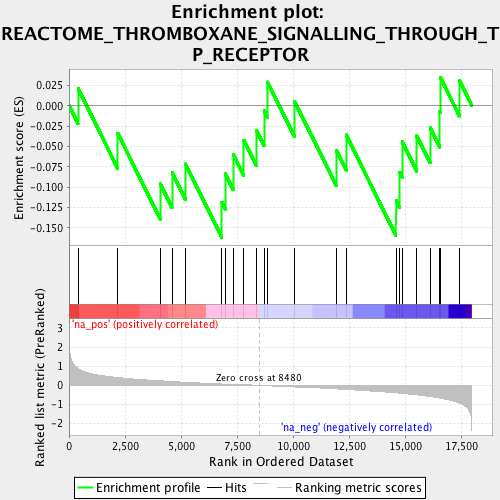 Enrichment plot:
REACTOME_THROMBOXANE_SIGNALLING_THROUGH_T
P_RECEPTOR
Enrichment score (ES)
0.025
0.000
-0.025
-0.050
-0.075
-0.100
-0.125
-0.150
'na_pos' (positively correlated)
Ranked list metric (PreRanked)
3
2
1
0
-1
-2
Zero cross at 8480
'na_neg' (negatively correlated)
0
2,500
5,000
7,500
10,000
12,500
15,000
17,500
Rank in Ordered Dataset
Enrichment profile
Hits
Ranking metric scores